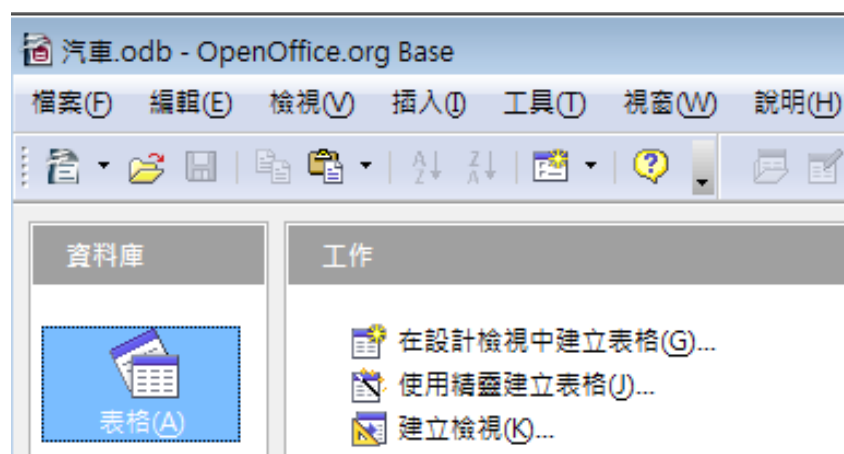 汽車.odb - OpenOffice.org Base
檔案(F) 編輯(E) 檢視(V) 插入(I) 工具(T) 視窗(W) 說明(H)
資料庫
工作
在設計檢視中建立表格(G)...
使用精靈建立表格(J)...
表格(A)
建立檢視(K)...